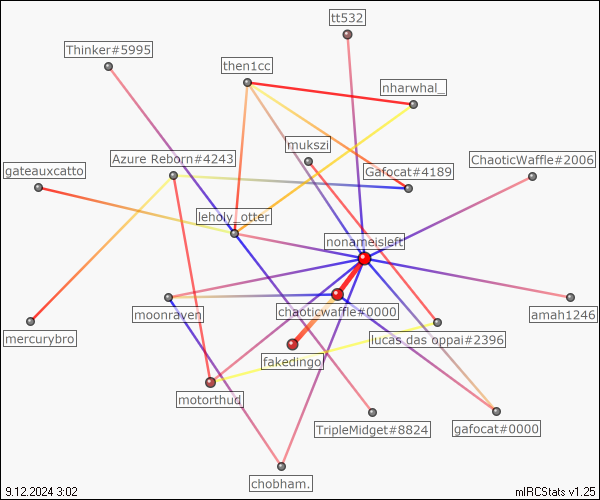 tt532
Thinker#5995
then1cc
nharwhal_
mukszi
Azure Reborn#4243
ChaoticWaffle#2006
gateauxcatto
Gafocat#4189
leholy_otter
nonameisleft
moonraven
chaoticwaffle#0000
amah1246
mercurybro
lucas das oppai#2396
fakedingo
motorthud
TripleMidget#8824
gafocat#0000
chobham.
9.12.2024 3:02
mIRCStats v1.25